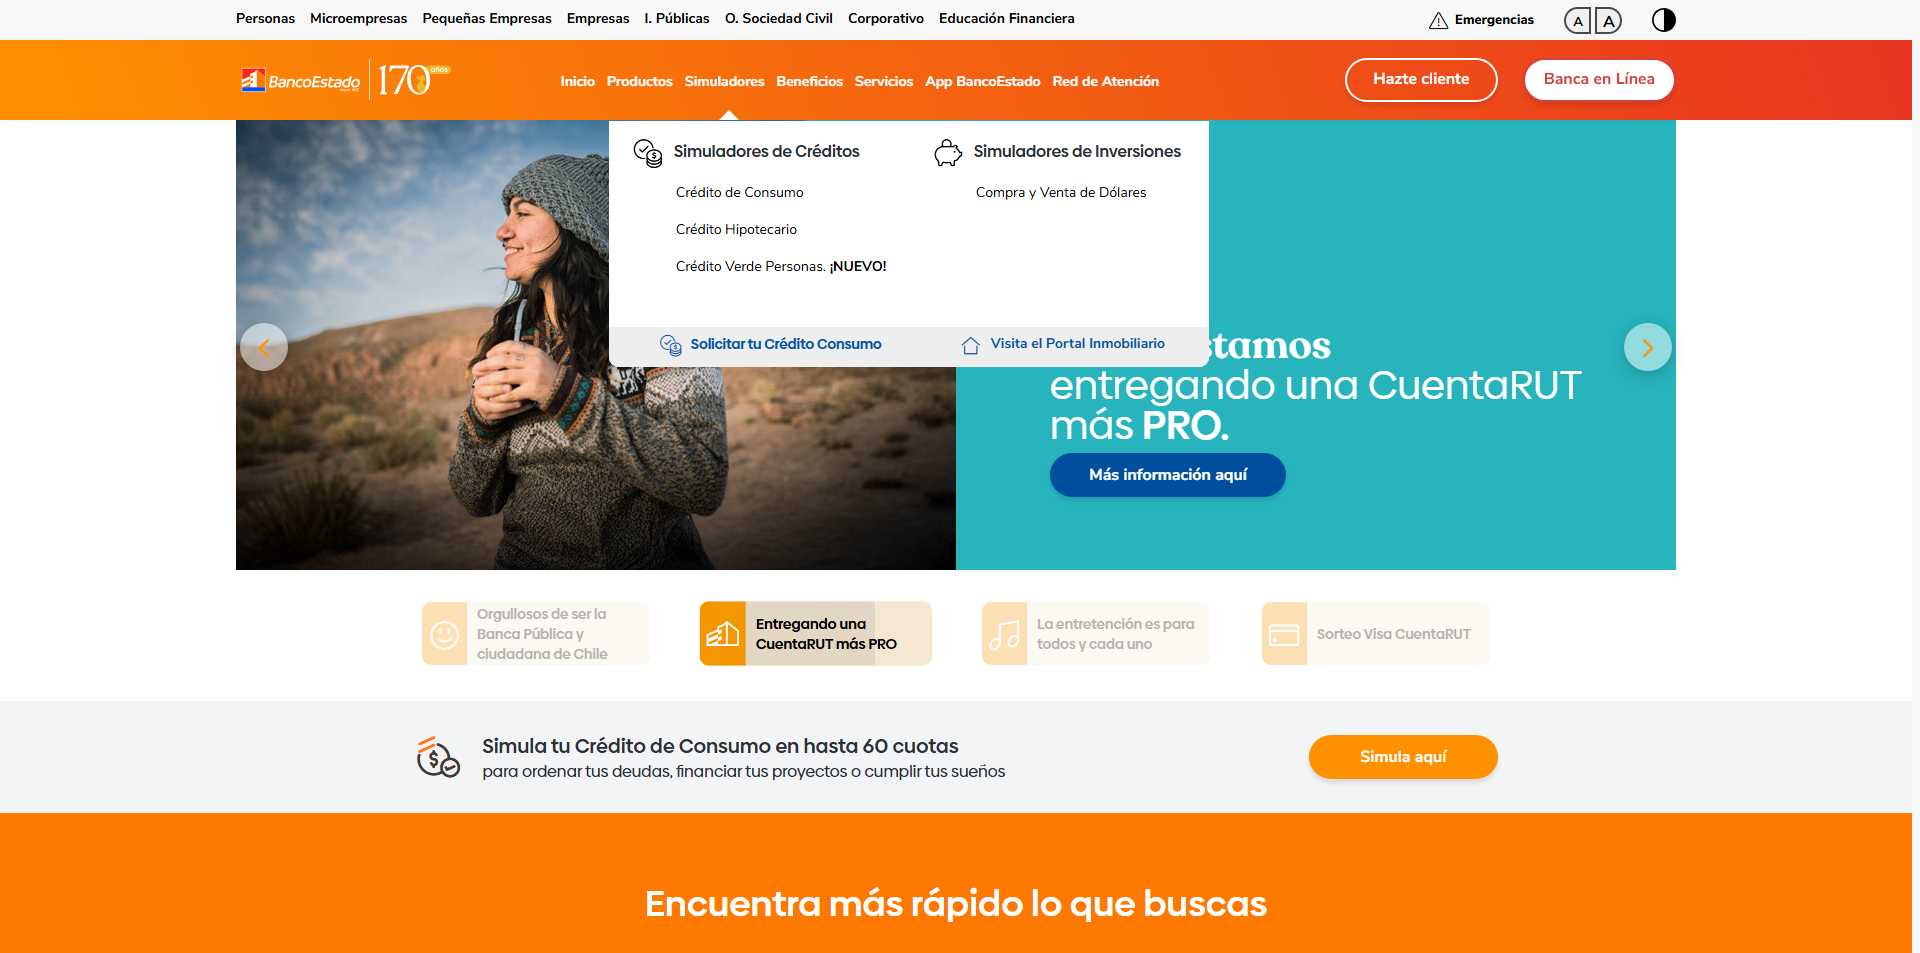 Personas Microempresas Pequeñas Empresas Empresas I. Públicas O. Sociedad Civil Corporativo Educación Financiera
Emergencias A A
BancoEstado 170 años
Inicio Productos Simuladores Beneficios Servicios App BancoEstado Red de Atención
Hazte cliente Banca en Línea
Simuladores de Créditos
Crédito de Consumo
Crédito Hipotecario
Crédito Verde Personas. ¡NUEVO!
Simuladores de Inversiones
Compra y Venta de Dólares
Solicitar tu Crédito Consumo
Visita el Portal Inmobiliario
stamos
entregando una CuentaRUT
más PRO.
Más información aquí
Orgullosos de ser la
Banca Pública y
ciudadana de Chile
Entregando una
CuentaRUT más PRO
La entretención es para
todos y cada uno
Sorteo Visa CuentaRUT
Simula tu Crédito de Consumo en hasta 60 cuotas
para ordenar tus deudas, financiar tus proyectos o cumplir tus sueños
Simula aquí
Encuentra más rápido lo que buscas